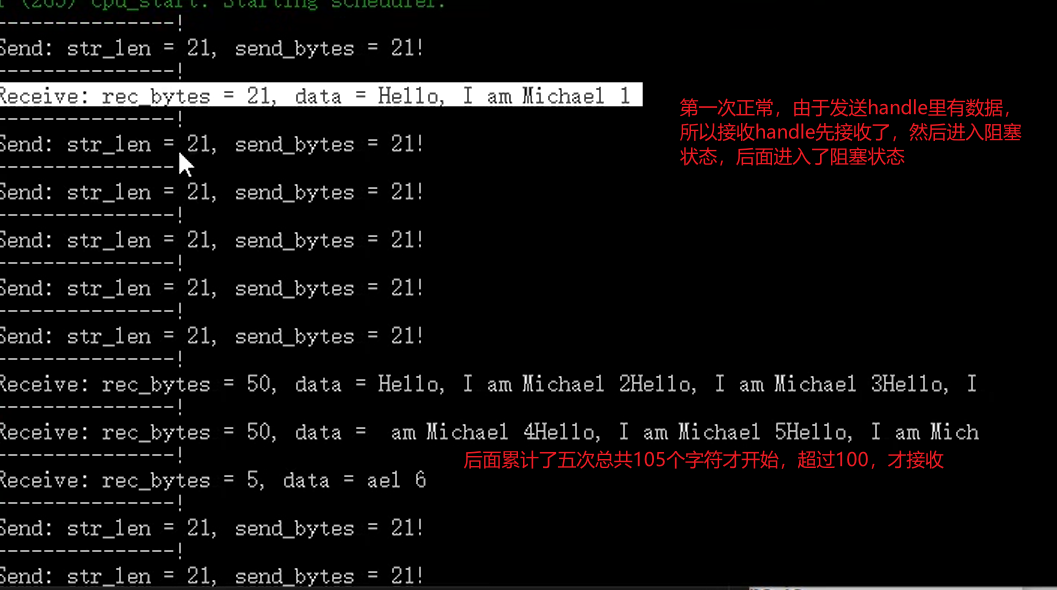 (205) cpu_start: Starting scheduler.
---------------!
Send: str_len = 21, send_bytes = 21!
---------------!
Receive: rec_bytes = 21, data = Hello, I am Michael 1
---------------!
Send: str_len = 21, send_bytes = 21!
---------------!
Send: str_len = 21, send_bytes = 21!
---------------!
Send: str_len = 21, send_bytes = 21!
---------------!
Send: str_len = 21, send_bytes = 21!
---------------!
Send: str_len = 21, send_bytes = 21!
---------------!
Receive: rec_bytes = 50, data = Hello, I am Michael 2Hello, I am Michael 3Hello, I
---------------!
Receive: rec_bytes = 50, data =  am Michael 4Hello, I am Michael 5Hello, I am Mich
---------------!
Receive: rec_bytes = 5, data = ael 6
---------------!
Send: str_len = 21, send_bytes = 21!
---------------!
Send: str_len = 21, send_bytes = 21!
第一次正常，由于发送handle里有数据，
所以接收handle先接收了，然后进入阻塞
状态，后面进入了阻塞状态
后面累计了五次总共105个字符才开始，超过100，才接收